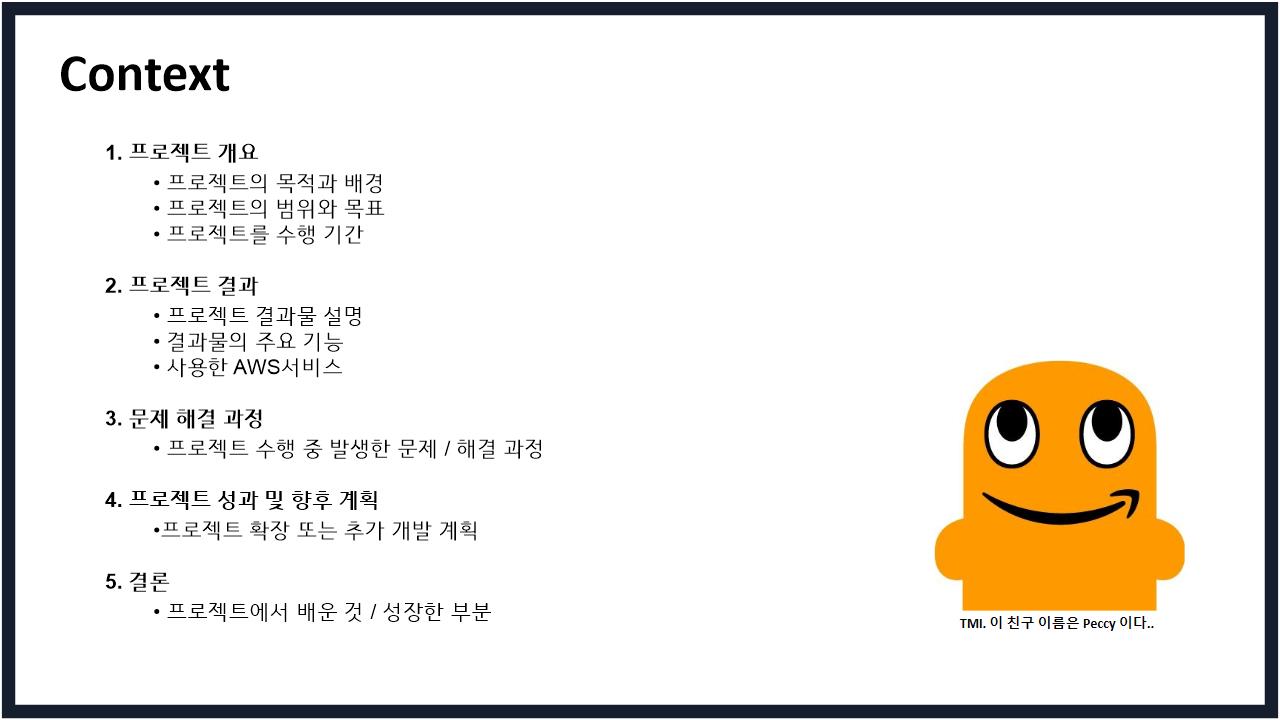 Context
1. 프로젝트 개요
• 프로젝트의 목적과 배경
• 프로젝트의 범위와 목표
• 프로젝트를 수행 기간
2. 프로젝트 결과
• 프로젝트 결과물 설명
• 결과물의 주요 기능
• 사용한 AWS서비스
3. 문제 해결 과정
• 프로젝트 수행 중 발생한 문제 / 해결 과정
4. 프로젝트 성과 및 향후 계획
•프로젝트 확장 또는 추가 개발 계획
5. 결론
• 프로젝트에서 배운 것 / 성장한 부분
TMI. 이 친구 이름은 Peccy 이다..